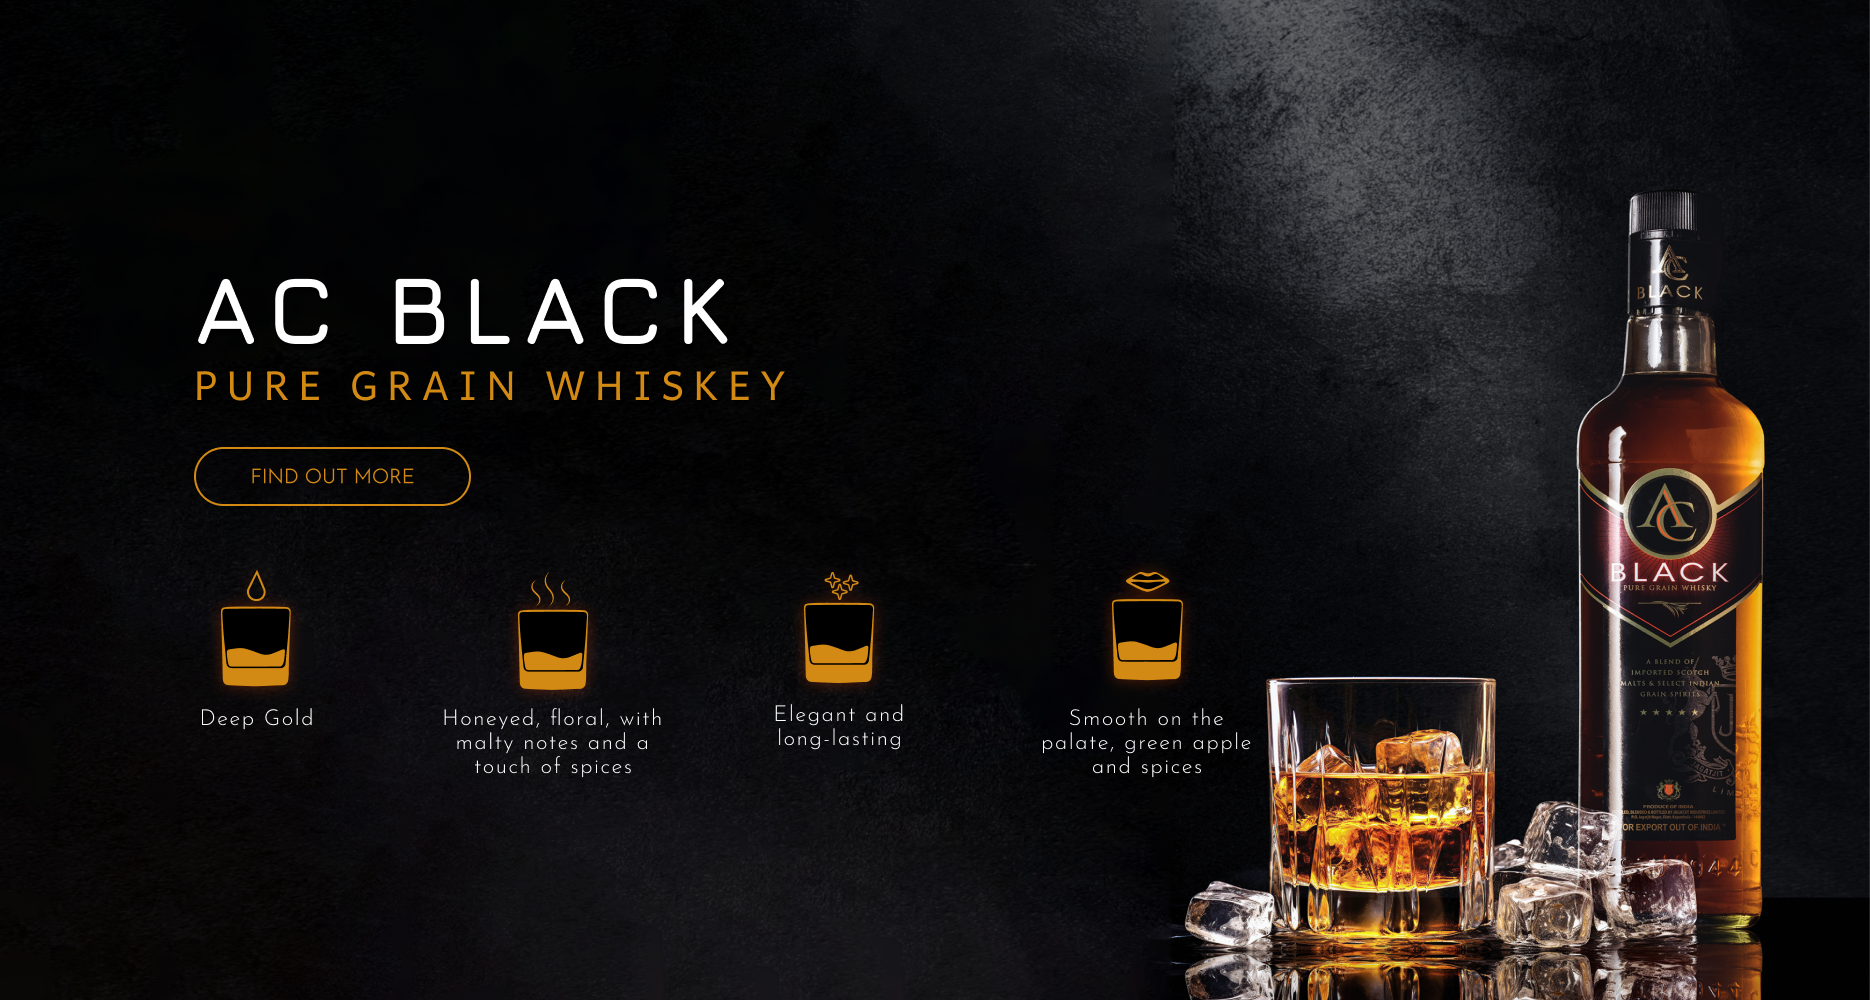 AC BLACK
PURE GRAIN WHISKEY
FIND OUT MORE
Deep Gold
Honeyed, floral, with
malty notes and a
touch of spices
Elegant and
long-lasting
Smooth on the
palate, green apple
and spices
AC
BLACK
AC
BLACK
PURE GRAIN WHISKY
A BLEND OF
IMPORTED SCOTCH
MALTS & SELECT INDIAN
GRAIN SPIRITS
PRODUCE OF INDIA
FOR EXPORT OUT OF INDIA